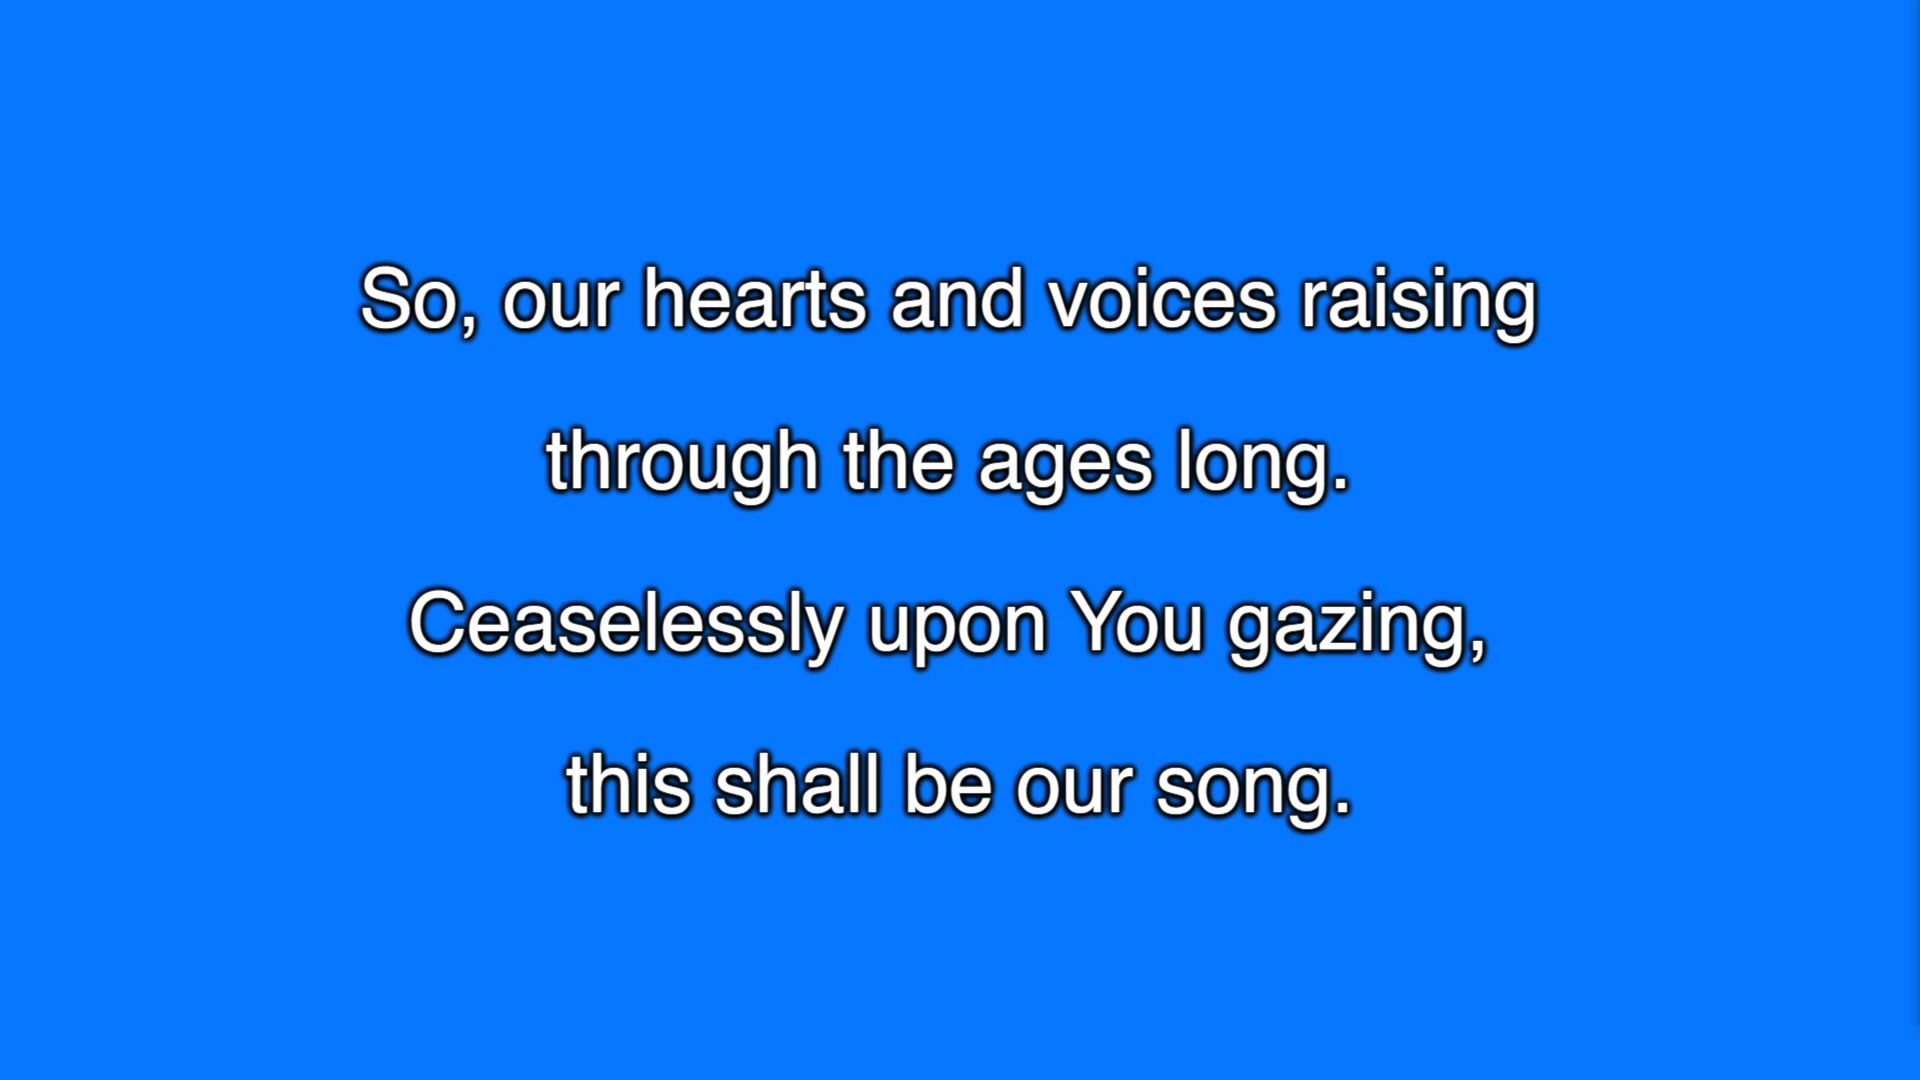 So, our hearts and voices raising
through the ages long.
Ceaselessly upon You gazing,
this shall be our song.